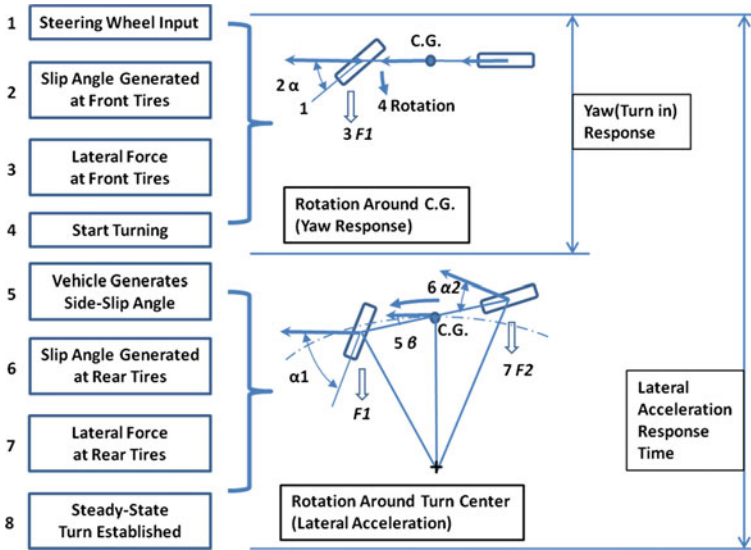 1 Steering Wheel Input
2 Slip Angle Generated
at Front Tires
3 Lateral Force
at Front Tires
4 Start Turning
5 Vehicle Generates
Side-Slip Angle
6 Slip Angle Generated
at Rear Tires
7 Lateral Force
at Rear Tires
8 Steady-State
Turn Established
C.G.
2 α
1
4 Rotation
3 F1
Rotation Around C.G.
(Yaw Response)
Yaw(Turn in)
Response
6 α2
C.G.
5 β
α1
F1
7 F2
Rotation Around Turn Center
(Lateral Acceleration)
Lateral
Acceleration
Response
Time